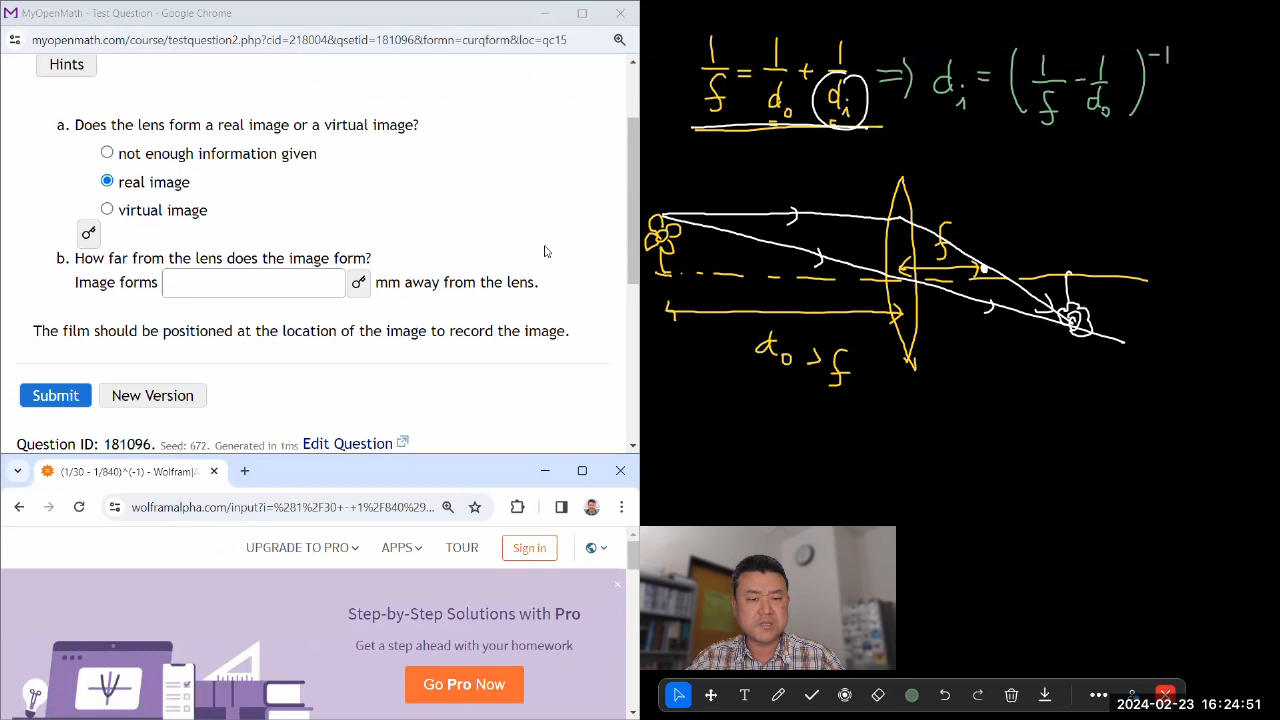 MyOpenMath - Test Question - Google Chrome
myopenmath.com/course/testquestion2.php?cid=218004&qsetid=181096&formn=curqform&loc=qc15
Hints
a. Does the lens form a real image or a virtual image?
not enough information given
real image
virtual image
b. How far from the lens does the image form?
Image forms mm away from the lens.
The film should be positioned at the location of the image to record the image.
Submit New Version
Question ID: 181096. Seed: 672. Generated in 1ms Edit Question
(1/30 - 1/840)^(-1) - Wolfram|A
wolframalpha.com/input?i=%281%2F30+-+1%2F840%29...
UPGRADE TO PRO APPS TOUR Sign in
Step-by-Step Solutions with Pro
Get a step ahead with your homework
Go Pro Now
1/f = 1/d₀ + 1/dᵢ ⇒ dᵢ = (1/f - 1/d₀)⁻¹
f
d₀ > f
T
2024-02-23 16:24:51